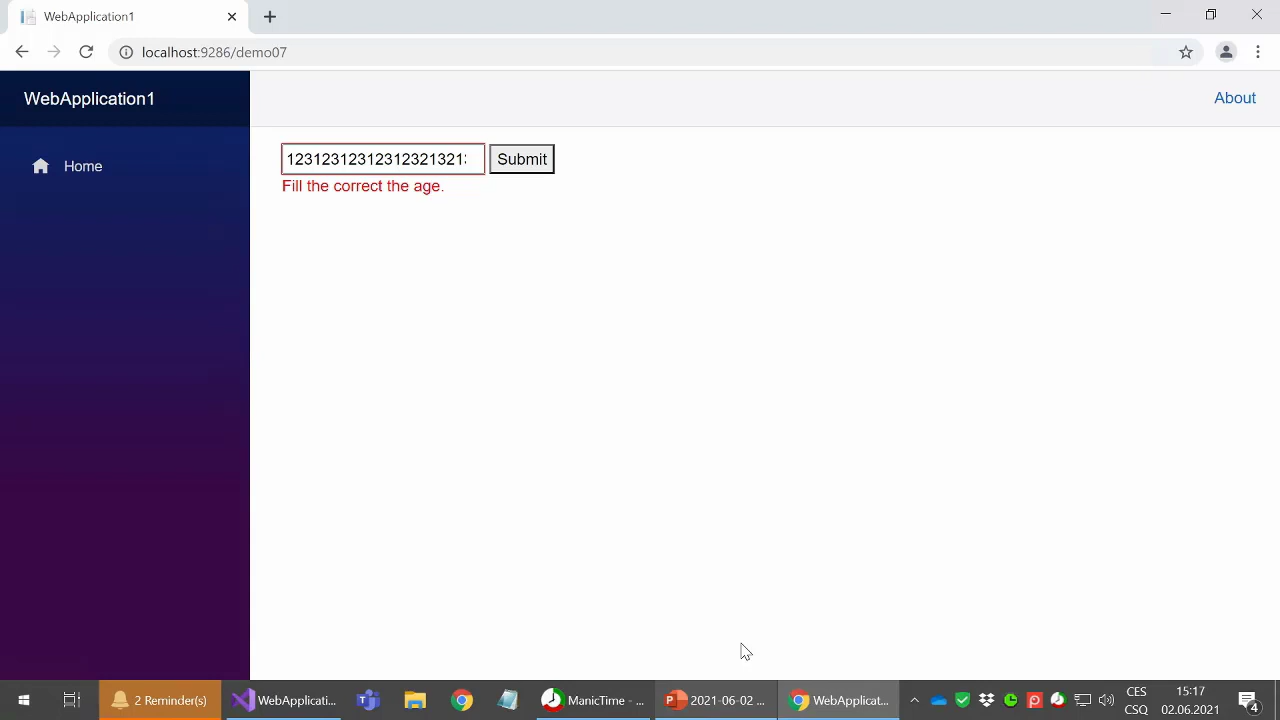 WebApplication1
localhost:9286/demo07
WebApplication1
About
Home
Submit
Fill the correct the age.
2 Reminder(s)
WebApplicati...
ManicTime - ...
2021-06-02 ...
WebApplicat...
CES
CSQ
15:17
02.06.2021
4